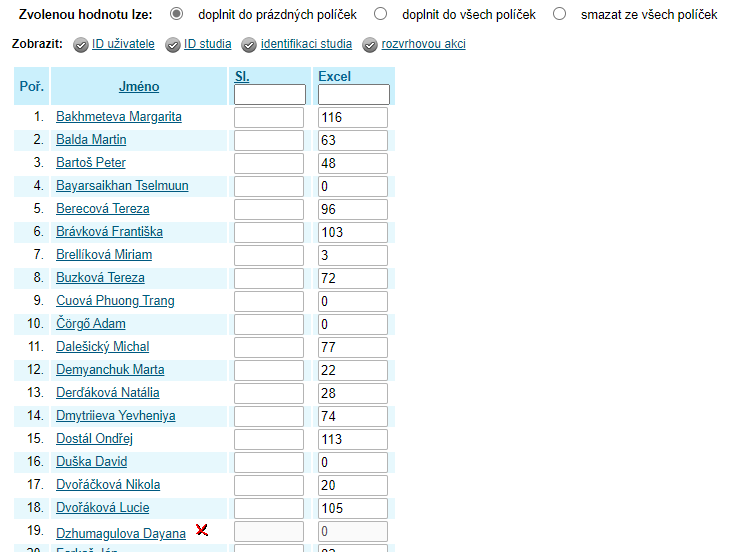 Zvolenou hodnotu lze: doplnit do prázdných políček doplnit do všech políček smazat ze všech políček
Zobrazit: ID uživatele ID studia identifikaci studia rozvrhovou akci
Poř. Jméno Sl. Excel
1. Bakhmeteva Margarita 116
2. Balda Martin 63
3. Bartoš Peter 48
4. Bayarsaikhan Tselmuun 0
5. Berecová Tereza 96
6. Brávková Františka 103
7. Brellíková Miriam 3
8. Buzková Tereza 72
9. Cuová Phuong Trang 0
10. Čörgő Adam 0
11. Dalešický Michal 77
12. Demyanchuk Marta 22
13. Derďáková Natália 28
14. Dmytriieva Yevheniya 74
15. Dostál Ondřej 113
16. Duška David 0
17. Dvořáčková Nikola 20
18. Dvořáková Lucie 105
19. Dzhumagulova Dayana 0